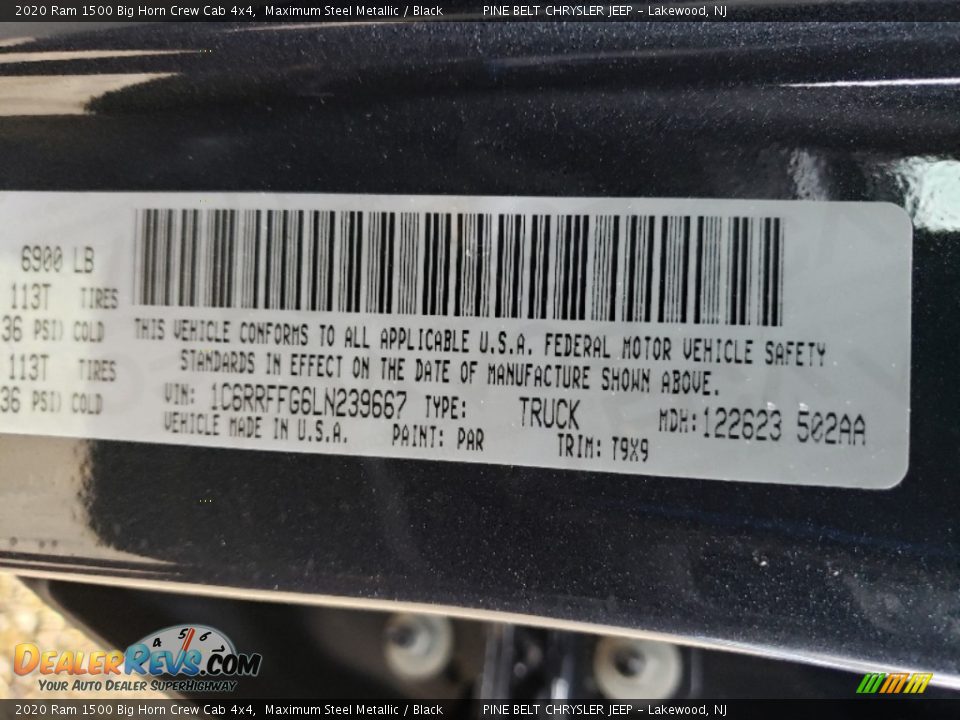 2020 Ram 1500 Big Horn Crew Cab 4x4, Maximum Steel Metallic / Black PINE BELT CHRYSLER JEEP - Lakewood, NJ
6900 LB
113T TIRES
36 PSI) COLD
113T TIRES
36 PSI) COLD
THIS VEHICLE CONFORMS TO ALL APPLICABLE U.S.A. FEDERAL MOTOR VEHICLE SAFETY
STANDARDS IN EFFECT ON THE DATE OF MANUFACTURE SHOWN ABOVE.
VIN: 1C6RRFFG6LN239667 TYPE: TRUCK MDH: 122623 502AA
VEHICLE MADE IN U.S.A. PAINT: PAR TRIM: T9X9
4 5 6
DealerRevs.com
Your Auto Dealer SuperHighway
2020 Ram 1500 Big Horn Crew Cab 4x4, Maximum Steel Metallic / Black PINE BELT CHRYSLER JEEP - Lakewood, NJ